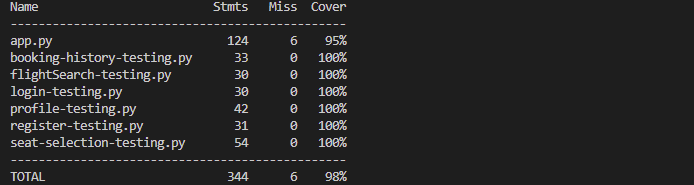 Name                       Stmts   Miss  Cover
----------------------------------------------
app.py                       124      6    95%
booking-history-testing.py    33      0   100%
flightSearch-testing.py       30      0   100%
login-testing.py              30      0   100%
profile-testing.py            42      0   100%
register-testing.py           31      0   100%
seat-selection-testing.py     54      0   100%
----------------------------------------------
TOTAL                        344      6    98%